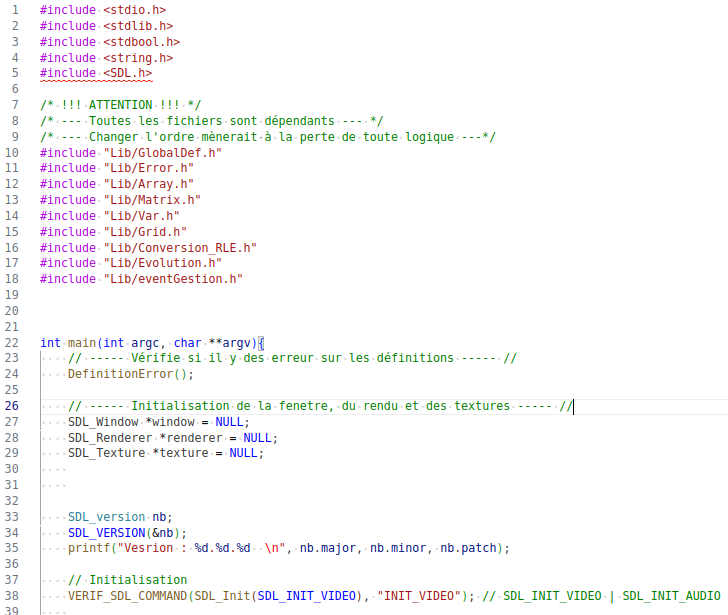 1 #include <stdio.h>
2 #include <stdlib.h>
3 #include <stdbool.h>
4 #include <string.h>
5 #include <SDL.h>
6
7 /* !!! ATTENTION !!! */
8 /* --- Toutes les fichiers sont dépendants --- */
9 /* --- Changer l'ordre mènerait à la perte de toute logique ---*/
10 #include "Lib/GlobalDef.h"
11 #include "Lib/Error.h"
12 #include "Lib/Array.h"
13 #include "Lib/Matrix.h"
14 #include "Lib/Var.h"
15 #include "Lib/Grid.h"
16 #include "Lib/Conversion_RLE.h"
17 #include "Lib/Evolution.h"
18 #include "Lib/eventGestion.h"
19
20
21
22 int main(int argc, char **argv){
23     // ----- Vérifie si il y des erreur sur les définitions ----- //
24     DefinitionError();
25
26     // ----- Initialisation de la fenetre, du rendu et des textures ----- //
27     SDL_Window *window = NULL;
28     SDL_Renderer *renderer = NULL;
29     SDL_Texture *texture = NULL;
30
31
32
33     SDL_version nb;
34     SDL_VERSION(&nb);
35     printf("Vesrion : %d.%d.%d  \n", nb.major, nb.minor, nb.patch);
36
37     // Initialisation
38     VERIF_SDL_COMMAND(SDL_Init(SDL_INIT_VIDEO), "INIT_VIDEO"); // SDL_INIT_VIDEO | SDL_INIT_AUDIO
39